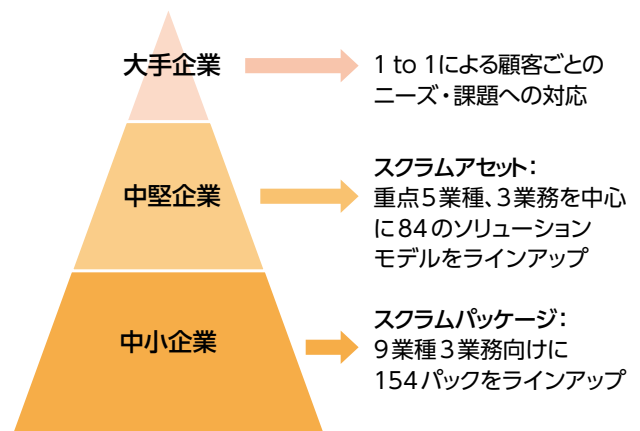 大手企業
1 to 1による顧客ごとの
ニーズ・課題への対応
中堅企業
スクラムアセット：
重点5業種、3業務を中心
に84のソリューション
モデルをラインアップ
中小企業
スクラムパッケージ：
9業種3業務向けに
154パックをラインアップ